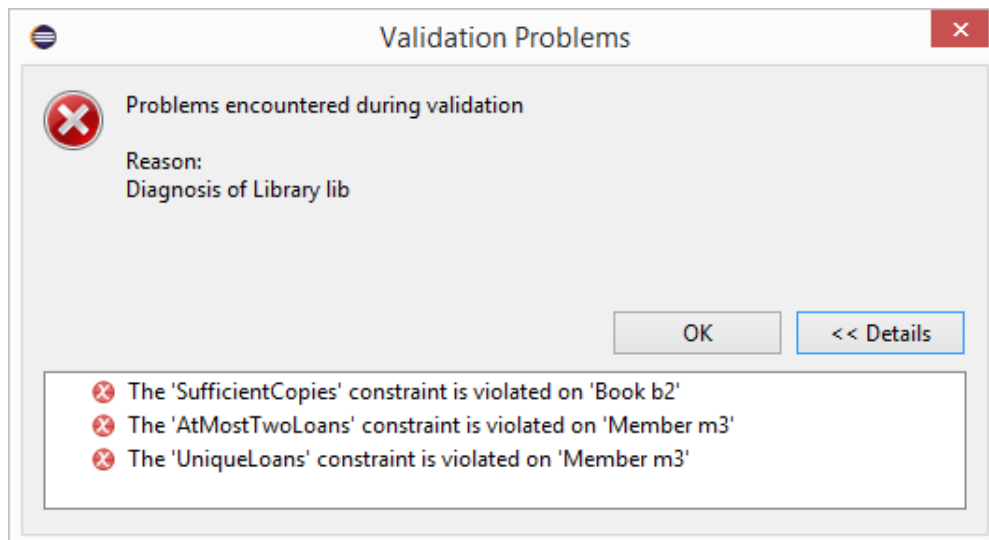 Validation Problems
Problems encountered during validation
Reason:
Diagnosis of Library lib
OK
<< Details
The 'SufficientCopies' constraint is violated on 'Book b2'
The 'AtMostTwoLoans' constraint is violated on 'Member m3'
The 'UniqueLoans' constraint is violated on 'Member m3'